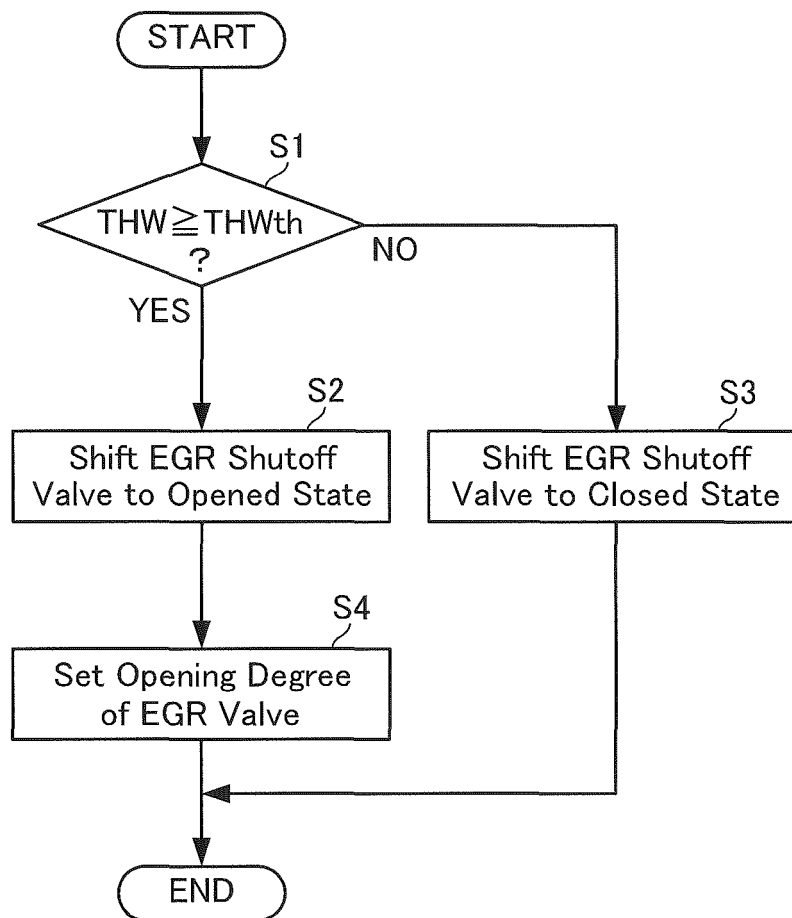 START
S1
THW≧THWth
?
NO
YES
S2
Shift EGR Shutoff
Valve to Opened State
S3
Shift EGR Shutoff
Valve to Closed State
S4
Set Opening Degree
of EGR Valve
END